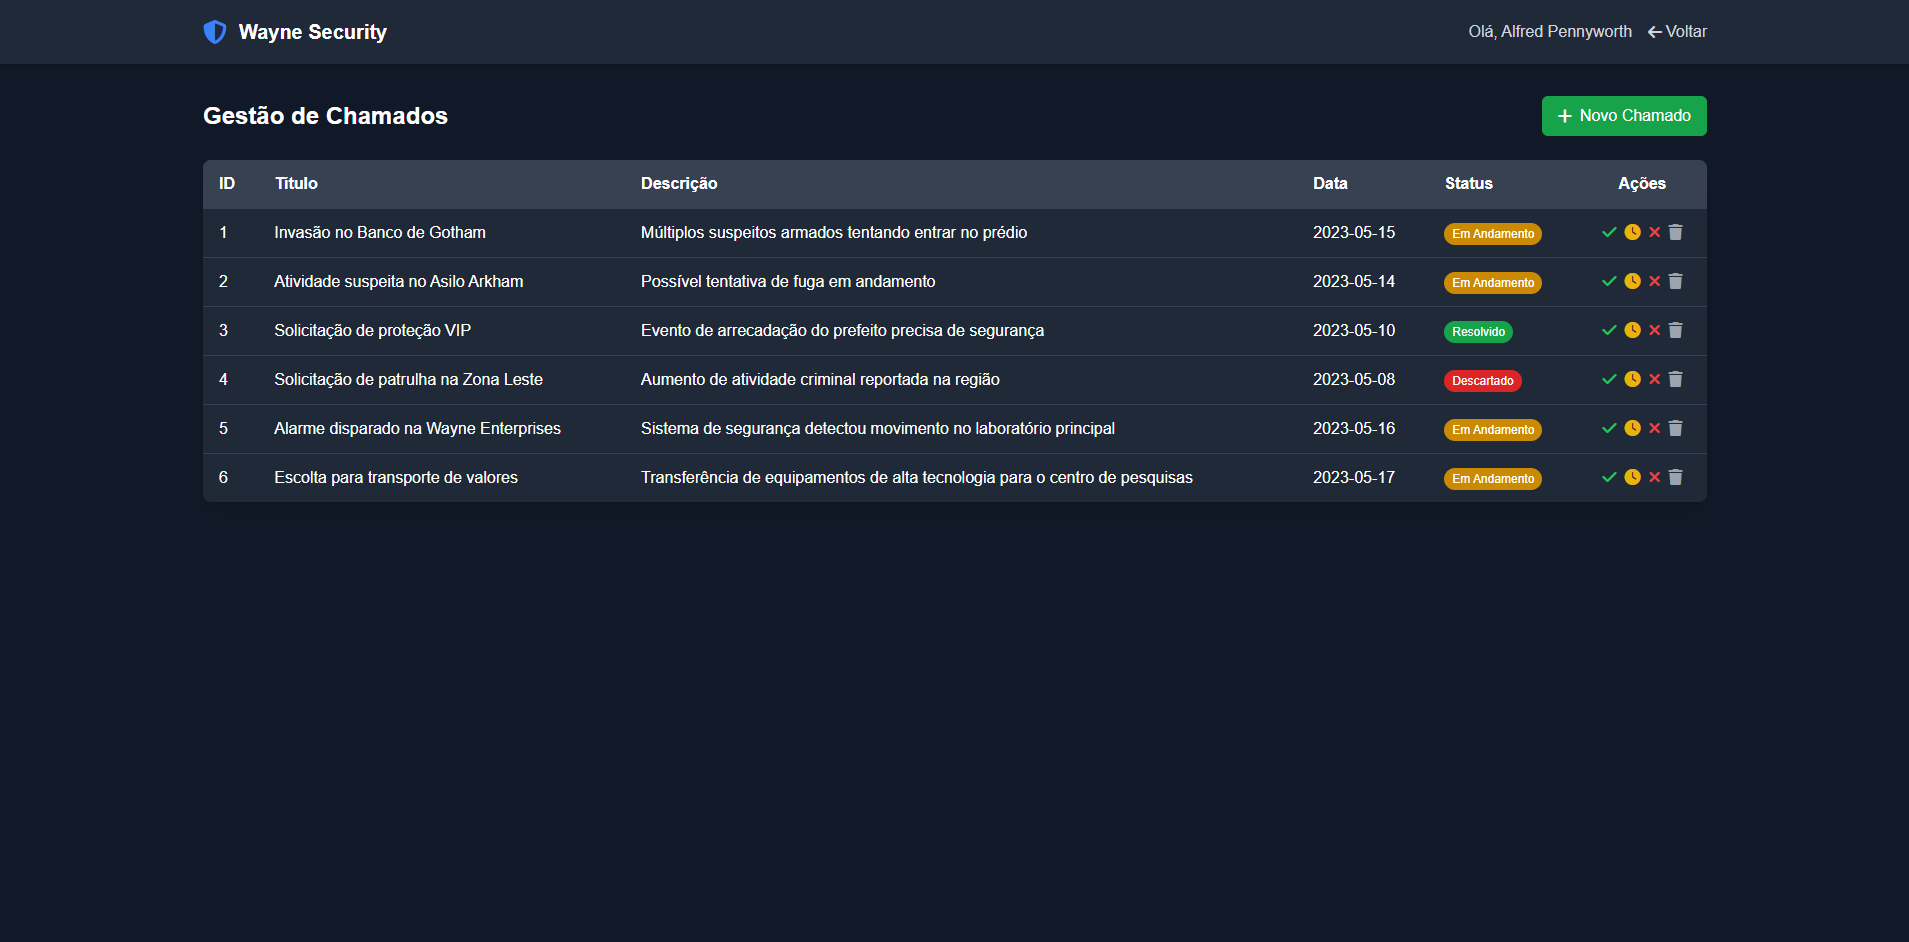 Wayne Security
Olá, Alfred Pennyworth Voltar
Gestão de Chamados
Novo Chamado
ID Título Descrição Data Status Ações
1 Invasão no Banco de Gotham Múltiplos suspeitos armados tentando entrar no prédio 2023-05-15 Em Andamento
2 Atividade suspeita no Asilo Arkham Possível tentativa de fuga em andamento 2023-05-14 Em Andamento
3 Solicitação de proteção VIP Evento de arrecadação do prefeito precisa de segurança 2023-05-10 Resolvido
4 Solicitação de patrulha na Zona Leste Aumento de atividade criminal reportada na região 2023-05-08 Descartado
5 Alarme disparado na Wayne Enterprises Sistema de segurança detectou movimento no laboratório principal 2023-05-16 Em Andamento
6 Escolta para transporte de valores Transferência de equipamentos de alta tecnologia para o centro de pesquisas 2023-05-17 Em Andamento